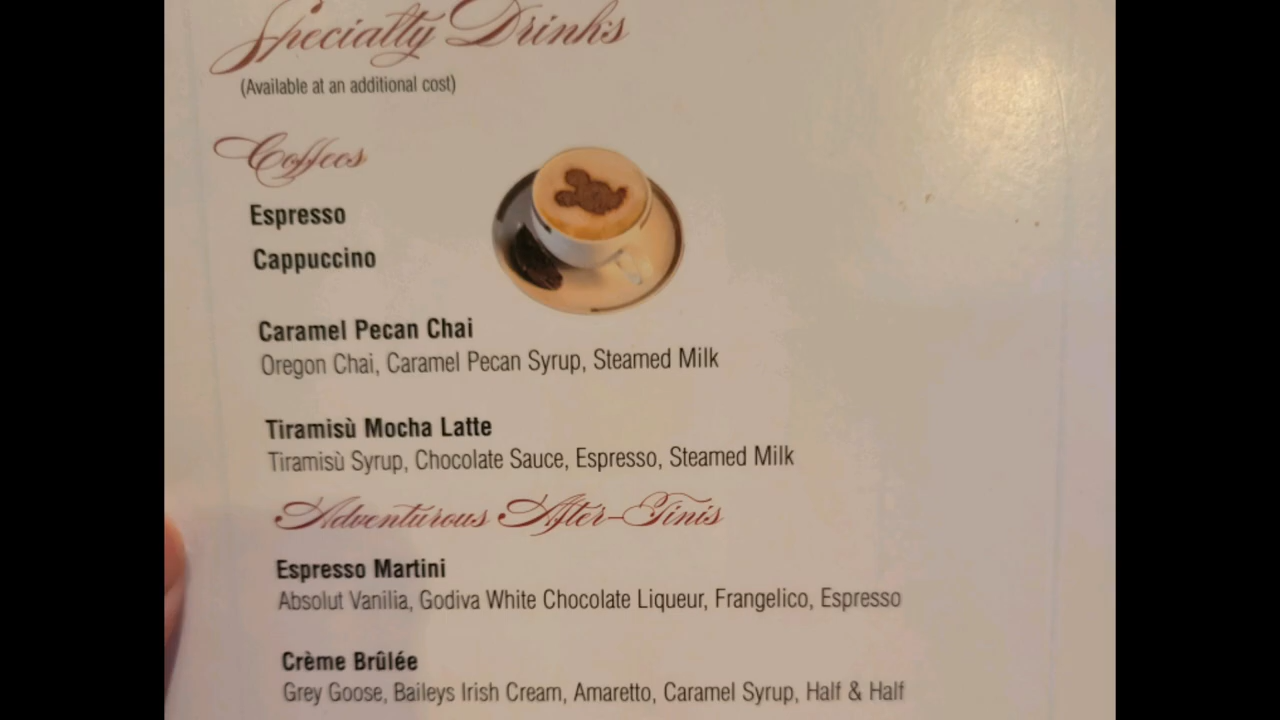 Specialty Drinks
(Available at an additional cost)
Coffees
Espresso
Cappuccino
Caramel Pecan Chai
Oregon Chai, Caramel Pecan Syrup, Steamed Milk
Tiramisù Mocha Latte
Tiramisù Syrup, Chocolate Sauce, Espresso, Steamed Milk
Adventurous After-Tinis
Espresso Martini
Absolut Vanilia, Godiva White Chocolate Liqueur, Frangelico, Espresso
Crème Brûlée
Grey Goose, Baileys Irish Cream, Amaretto, Caramel Syrup, Half & Half